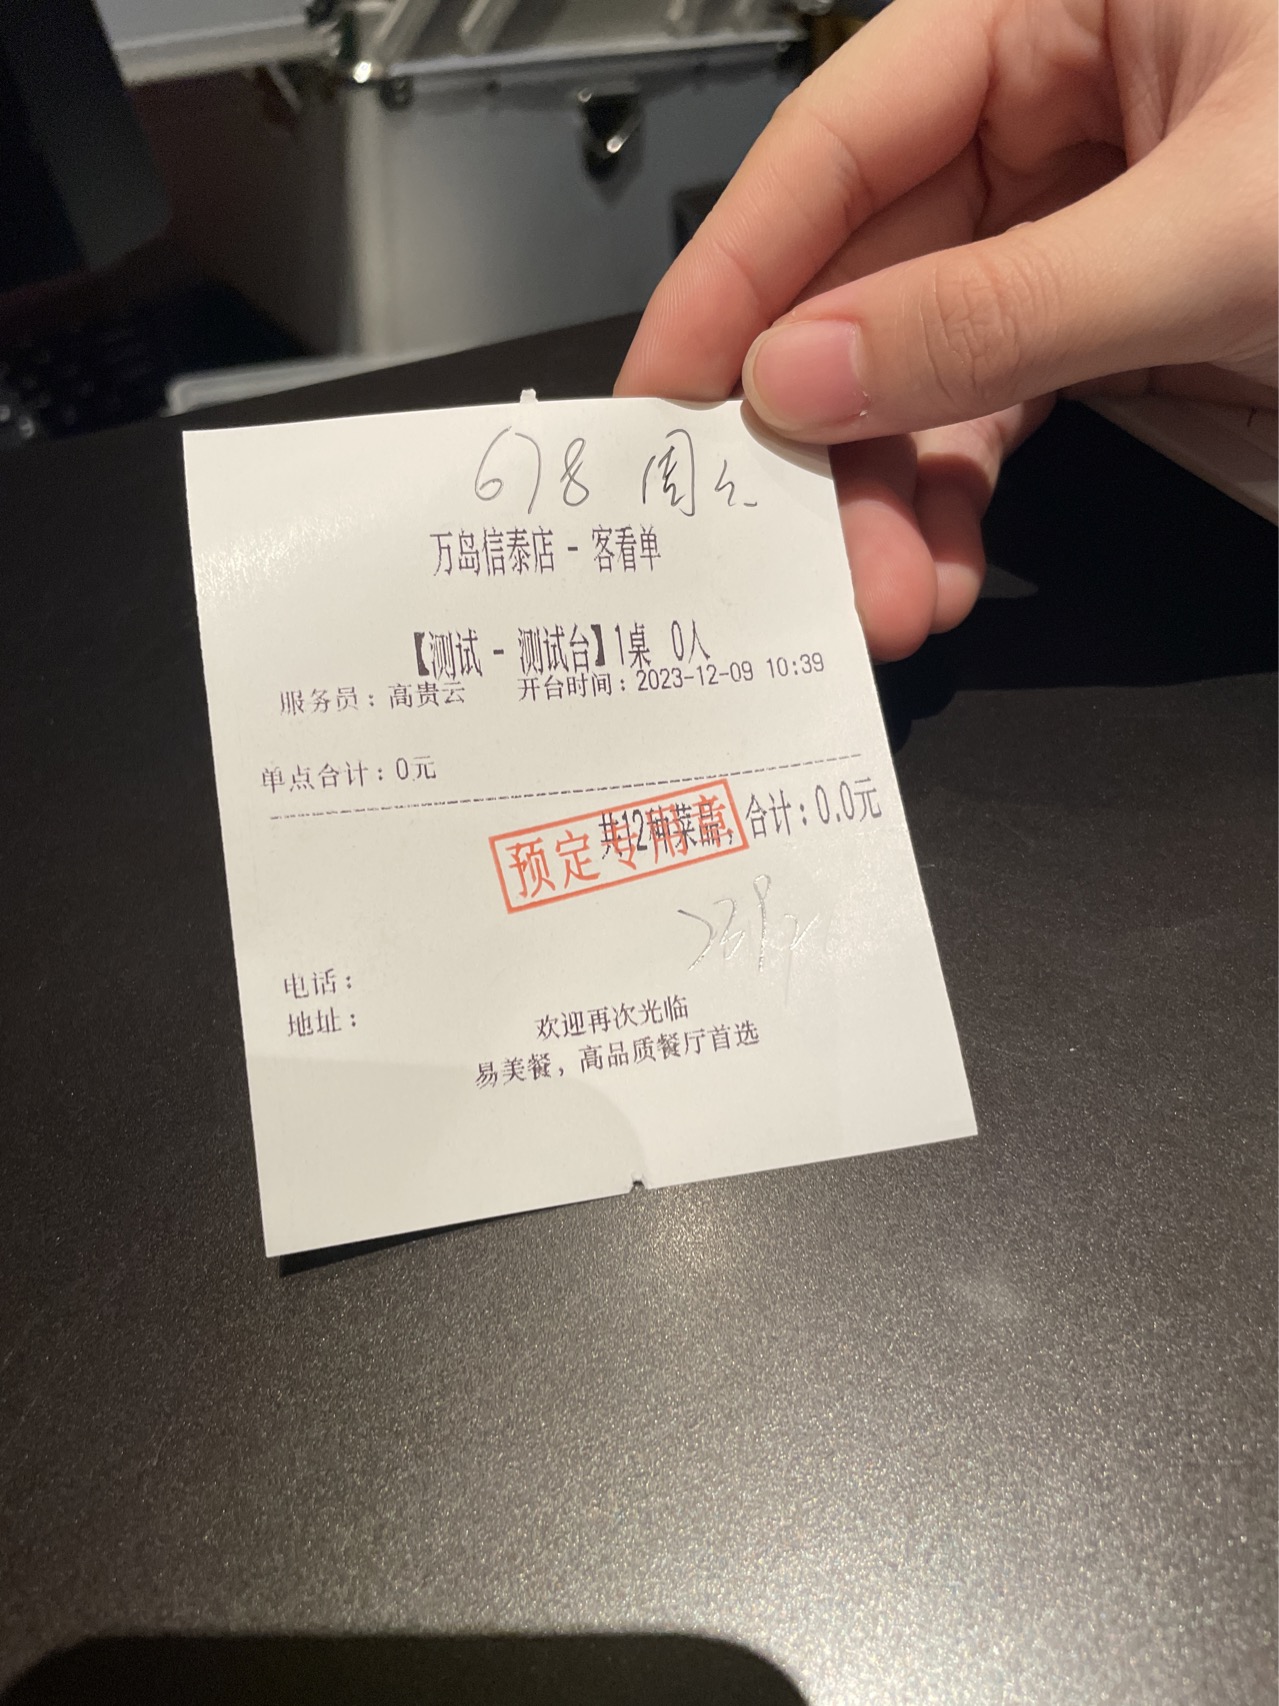 678 周之
万岛信泰店 - 客看单
【测试 - 测试台】1桌 0人
服务员：高贵云 开台时间：2023-12-09 10:39
单点合计：0元
共12种菜品，合计：0.0元
预定专用章
电话：
地址：
欢迎再次光临
易美餐，高品质餐厅首选